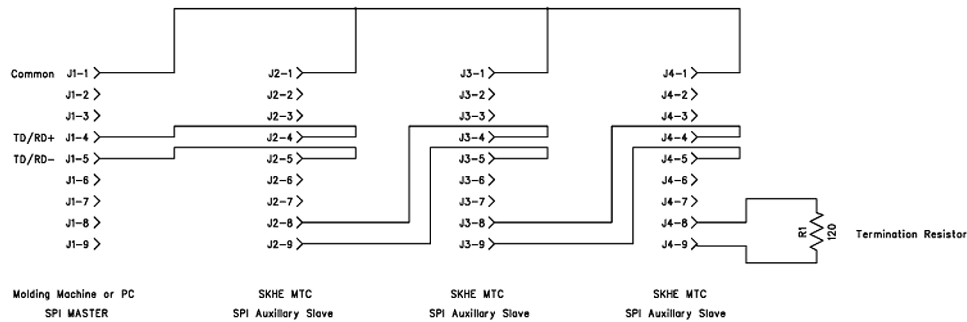 Common J1-1 J2-1 J3-1 J4-1
J1-2 J2-2 J3-2 J4-2
J1-3 J2-3 J3-3 J4-3
TD/RD+ J1-4 J2-4 J3-4 J4-4
TD/RD- J1-5 J2-5 J3-5 J4-5
J1-6 J2-6 J3-6 J4-6
J1-7 J2-7 J3-7 J4-7
J1-8 J2-8 J3-8 J4-8
J1-9 J2-9 J3-9 J4-9
R1
120
Termination Resistor
Molding Machine or PC
SPI MASTER
SKHE MTC
SPI Auxillary Slave
SKHE MTC
SPI Auxillary Slave
SKHE MTC
SPI Auxillary Slave